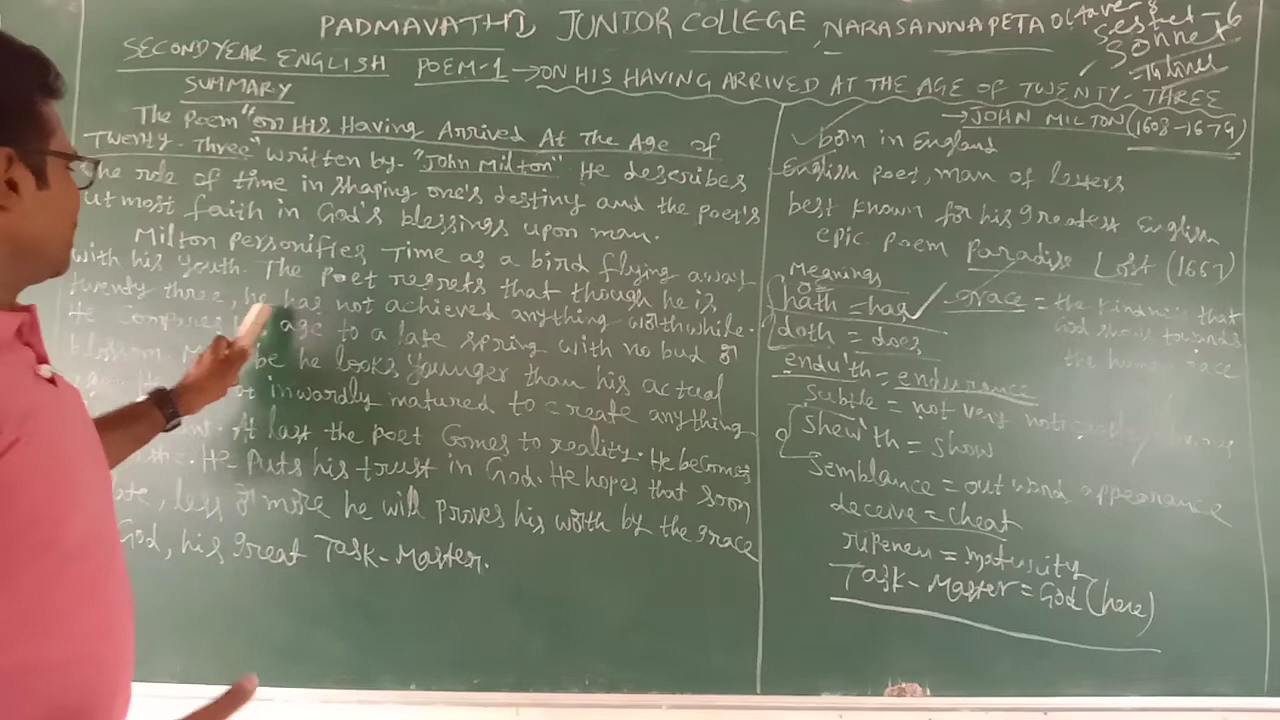 PADMAVATHI JUNIOR COLLEGE, NARASANNAPETA
Octave-8
Sestet-6
Sonnet
-14 lines
SECOND YEAR ENGLISH POEM-1 → ON HIS HAVING ARRIVED AT THE AGE OF TWENTY-THREE
→ JOHN MILTON (1608-1674)
SUMMARY
The Poem "on His Having Arrived At The Age of
Twenty-Three" written by "John Milton". He describes
the role of time in shaping one's destiny and the poet's
utmost faith in God's blessings upon man.
Milton personifies Time as a bird flying away
with his youth. The poet regrets that though he is
twenty three, he has not achieved anything worthwhile.
He compares age to a late spring with no bud or
blossom. be he looks younger than his actual
inwardly matured to create anything
At last the poet Comes to reality. He becomes
He puts his trust in God. He hopes that soon
late, less or more he will proves his worth by the grace
God, his great Task-Master.
born in England
English poet, man of letters
best known for his greatest English
epic poem Paradise Lost (1667)
Meanings
hath = has
doth = does
endu'th = endurance
subtle = not very noticeable
shew'th = show
semblance = outward appearance
deceive = cheat
ripeness = maturity
Task-Master = God (here)
grace = the kindness that
God shows towards
the human race